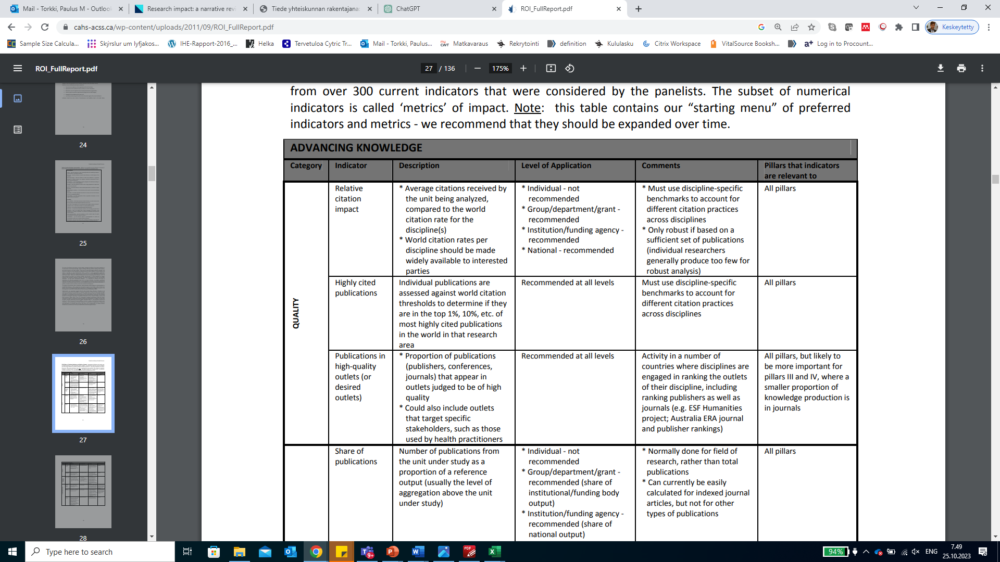 Mail - Torkki, Paulus M - Outloo
Research impact: a narrative revi
Tiede yhteiskunnan rakentajana:
ChatGPT
ROI_FullReport.pdf
cahs-acss.ca/wp-content/uploads/2011/09/ROI_FullReport.pdf
Keskeytetty
Sample Size Calcula...
Skýrslur um lyfjakos...
IHE-Rapport-2016_...
Helka
Tervetuloa Cytric Tr...
Mail - Torkki, Paulus...
Matkavaraus
Rekrytointi
definition
Kululasku
Citrix Workspace
VitalSource Booksh...
Log in to Procount...
ROI_FullReport.pdf
27 / 136
175%
24
25
26
27
28
from over 300 current indicators that were considered by the panelists. The subset of numerical
indicators is called ‘metrics’ of impact. Note: this table contains our “starting menu” of preferred
indicators and metrics - we recommend that they should be expanded over time.
ADVANCING KNOWLEDGE
Category
Indicator
Description
Level of Application
Comments
Pillars that indicators
are relevant to
QUALITY
Relative
citation
impact
* Average citations received by
the unit being analyzed,
compared to the world
citation rate for the
discipline(s)
* World citation rates per
discipline should be made
widely available to interested
parties
* Individual - not
recommended
* Group/department/grant -
recommended
* Institution/funding agency -
recommended
* National - recommended
* Must use discipline-specific
benchmarks to account for
different citation practices
across disciplines
* Only robust if based on a
sufficient set of publications
(individual researchers
generally produce too few for
robust analysis)
All pillars
Highly cited
publications
Individual publications are
assessed against world citation
thresholds to determine if they
are in the top 1%, 10%, etc. of
most highly cited publications
in the world in that research
area
Recommended at all levels
Must use discipline-specific
benchmarks to account for
different citation practices
across disciplines
All pillars
Publications in
high-quality
outlets (or
desired
outlets)
* Proportion of publications
(publishers, conferences,
journals) that appear in
outlets judged to be of high
quality
* Could also include outlets
that target specific
stakeholders, such as those
used by health practitioners
Recommended at all levels
Activity in a number of
countries where disciplines are
engaged in ranking the outlets
of their discipline, including
ranking publishers as well as
journals (e.g. ESF Humanities
project; Australia ERA journal
and publisher rankings)
All pillars, but likely to
be more important for
pillars III and IV, where a
smaller proportion of
knowledge production is
in journals
Share of
publications
Number of publications from
the unit under study as a
proportion of a reference
output (usually the level of
aggregation above the unit
under study)
* Individual - not
recommended
* Group/department/grant -
recommended (share of
institutional/funding body
output)
* Institution/funding agency -
recommended (share of
national output)
* Normally done for field of
research, rather than total
publications
* Can currently be easily
calculated for indexed journal
articles, but not for other
types of publications
All pillars
Type here to search
94%
ENG
7.49
25.10.2023